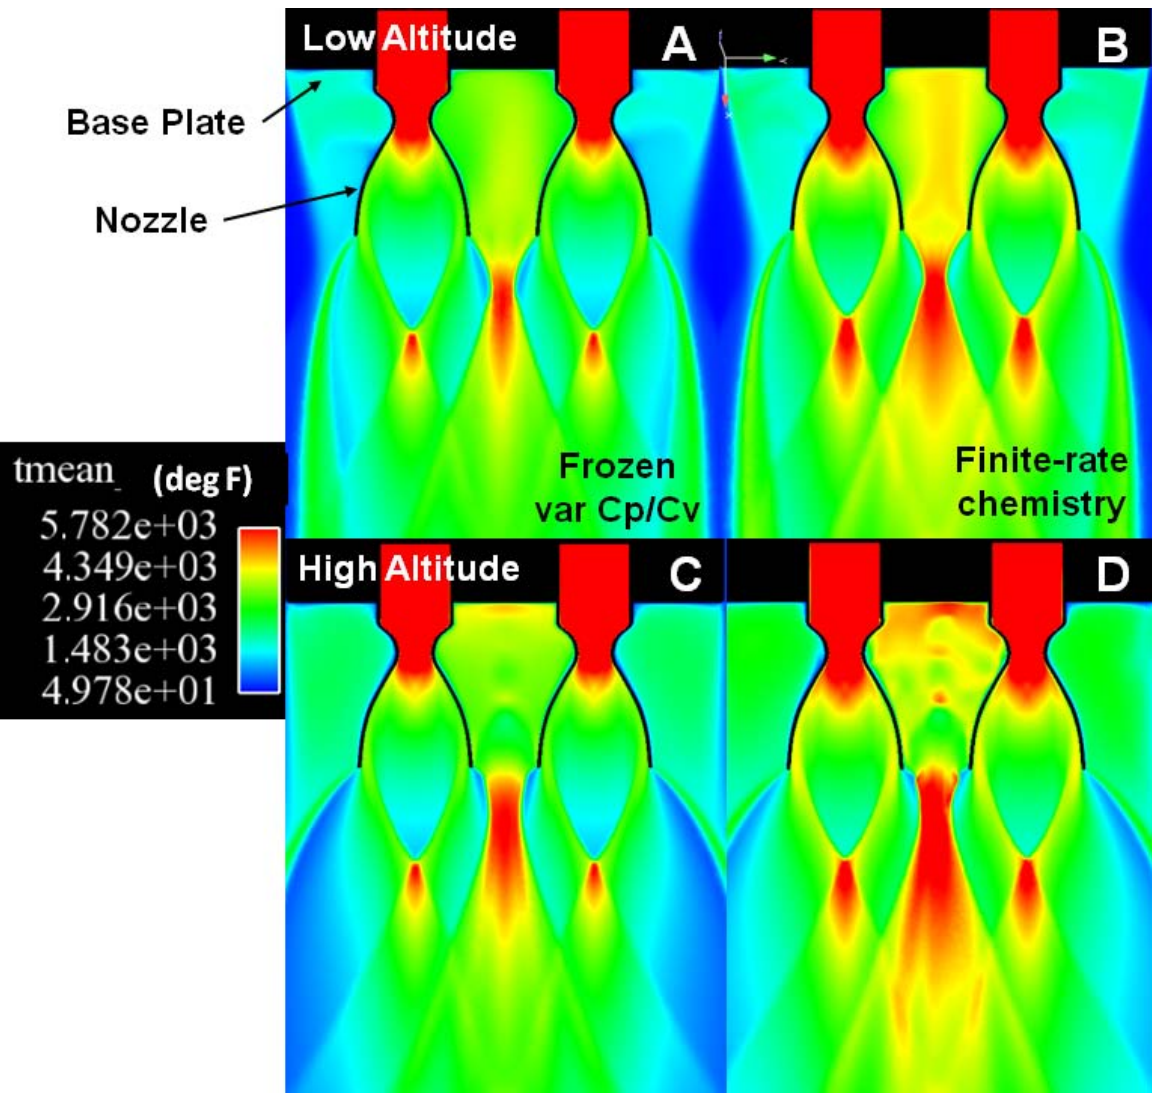 Low Altitude
A
B
Base Plate
Nozzle
Frozen
var Cp/Cv
Finite-rate
chemistry
tmean_ (deg F)
5.782e+03
4.349e+03
2.916e+03
1.483e+03
4.978e+01
High Altitude
C
D